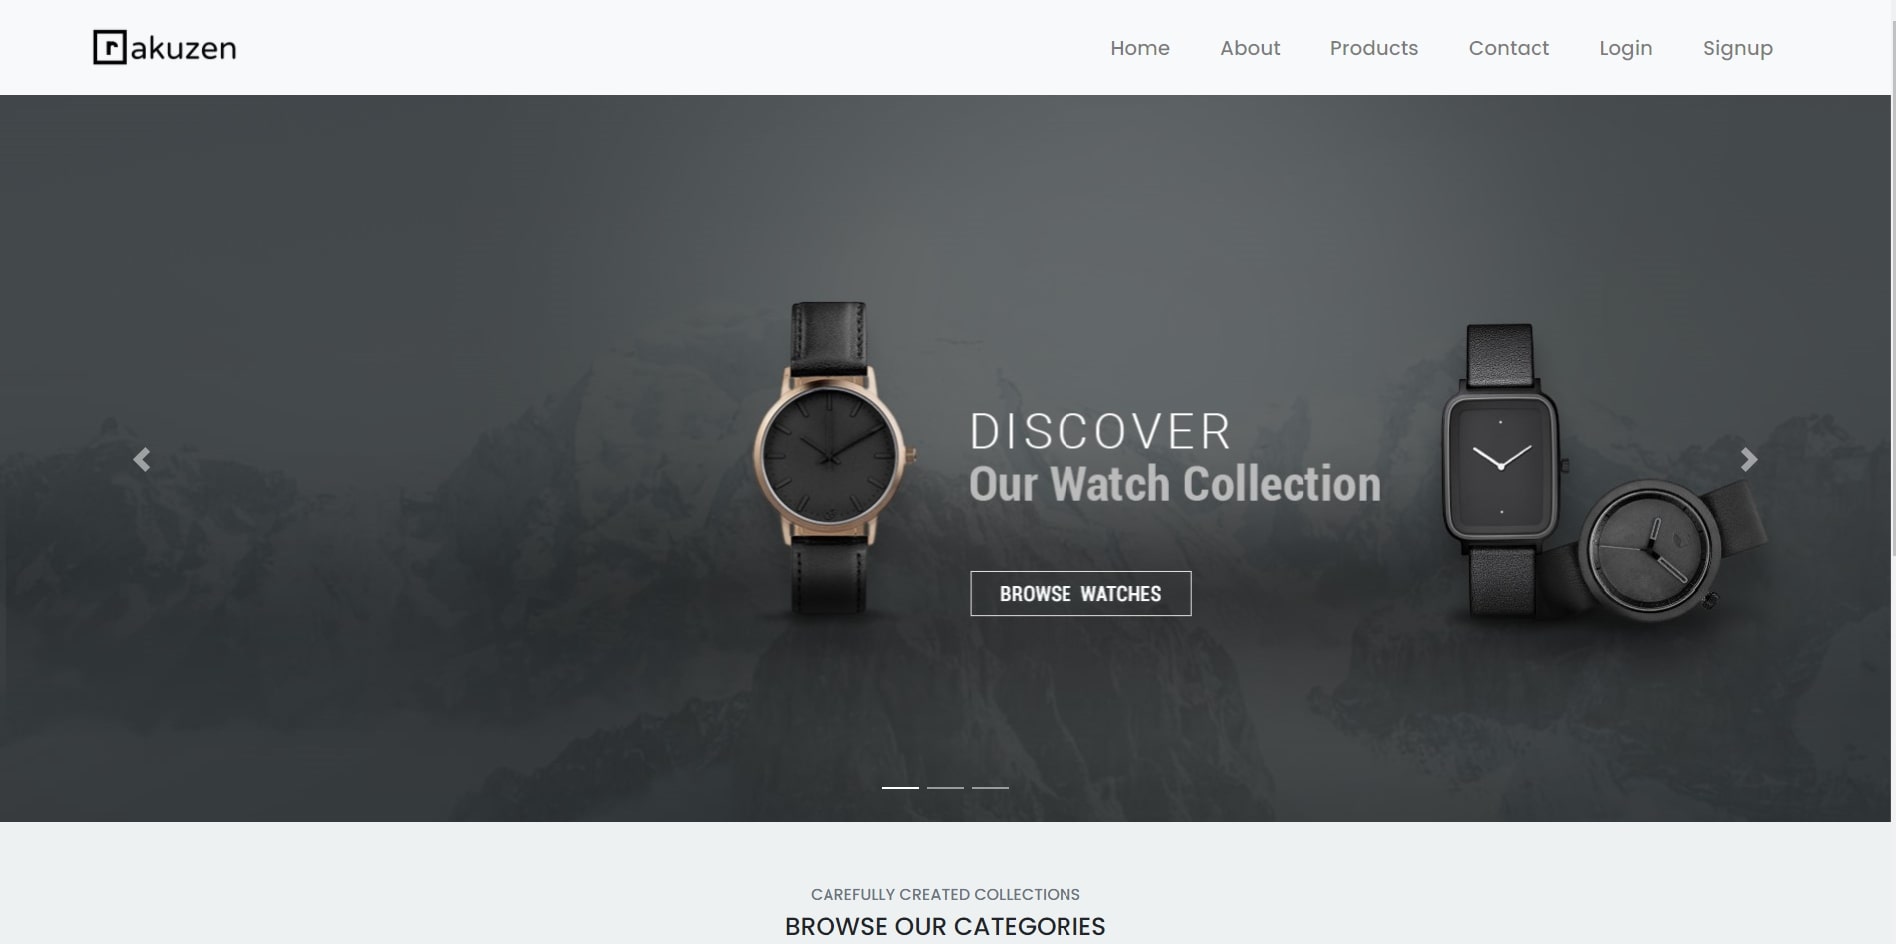 rakuzen
Home About Products Contact Login Signup
DISCOVER
Our Watch Collection
BROWSE WATCHES
CAREFULLY CREATED COLLECTIONS
BROWSE OUR CATEGORIES